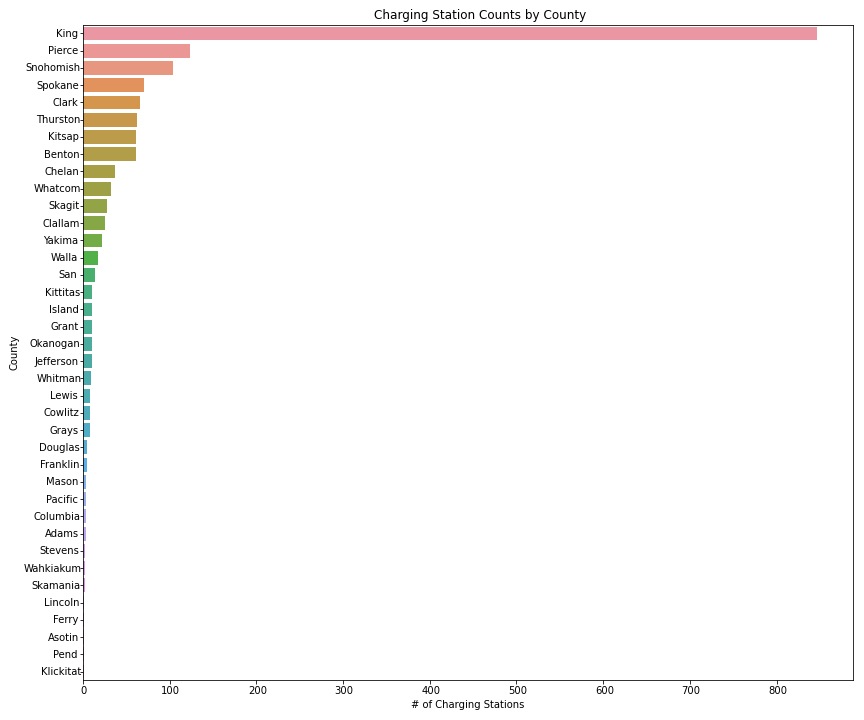 Charging Station Counts by County
King
Pierce
Snohomish
Spokane
Clark
Thurston
Kitsap
Benton
Chelan
Whatcom
Skagit
Clallam
Yakima
Walla
San
Kittitas
Island
Grant
Okanogan
Jefferson
Whitman
Lewis
Cowlitz
Grays
Douglas
Franklin
Mason
Pacific
Columbia
Adams
Stevens
Wahkiakum
Skamania
Lincoln
Ferry
Asotin
Pend
Klickitat
County
0 100 200 300 400 500 600 700 800
# of Charging Stations